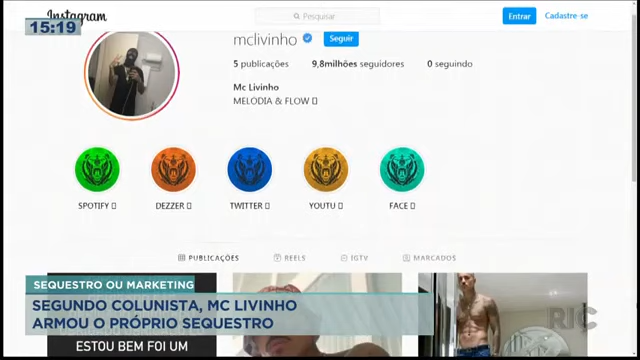 Instagram
15:19
Pesquisar
Entrar
Cadastre-se
mclivinho
Seguir
5 publicações
9,8milhões seguidores
0 seguindo
Mc Livinho
MELODIA & FLOW
SPOTIFY
DEZZER
TWITTER
YOUTU
FACE
PUBLICAÇÕES
REELS
IGTV
MARCADOS
SEQUESTRO OU MARKETING
SEGUNDO COLUNISTA, MC LIVINHO
ARMOU O PRÓPRIO SEQUESTRO
RIC
ESTOU BEM FOI UM